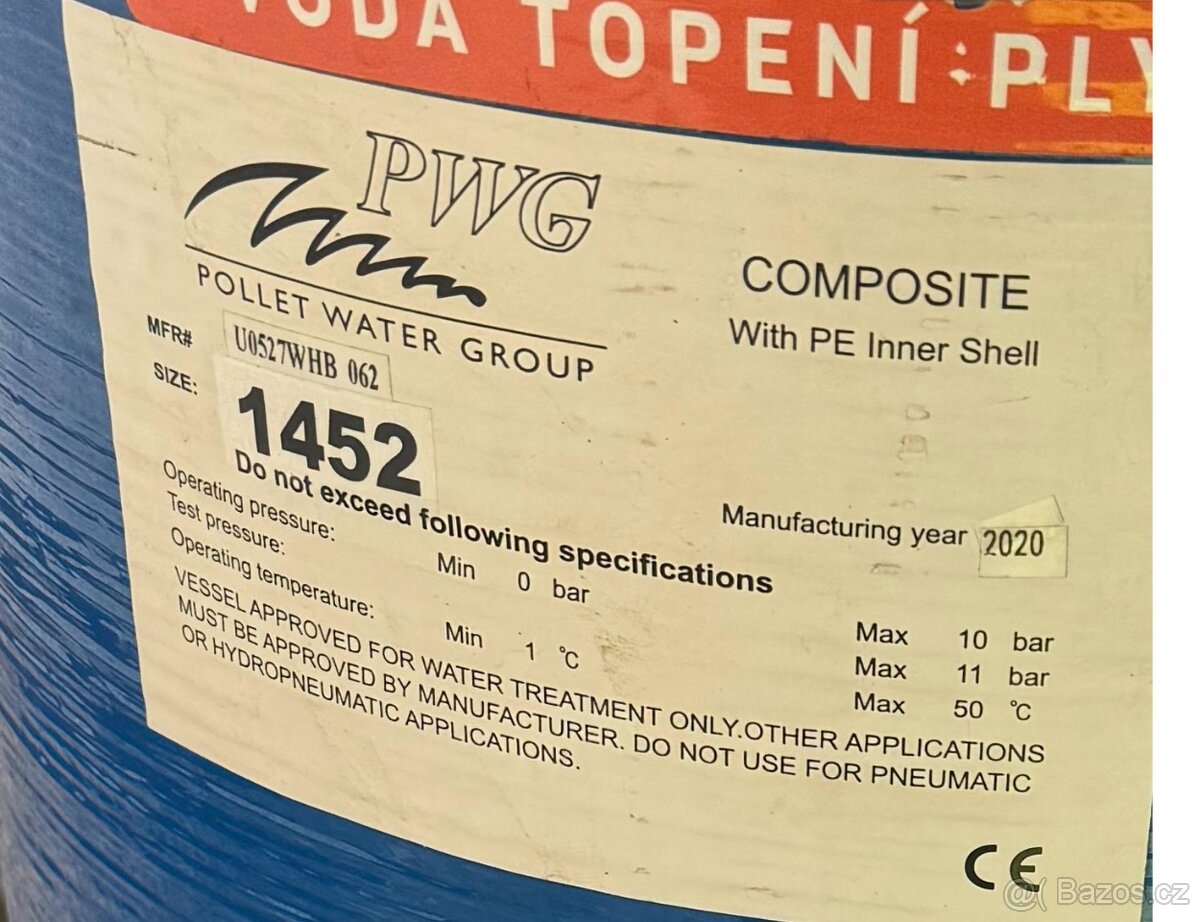 VODA TOPENÍ PLY
PWG
POLLET WATER GROUP
COMPOSITE
With PE Inner Shell
MFR# U0527WHB 062
SIZE: 1452
Manufacturing year 2020
Do not exceed following specifications
Operating pressure: Min 0 bar Max 10 bar
Test pressure: Max 11 bar
Operating temperature: Min 1 °C Max 50 °C
VESSEL APPROVED FOR WATER TREATMENT ONLY.OTHER APPLICATIONS
MUST BE APPROVED BY MANUFACTURER. DO NOT USE FOR PNEUMATIC
OR HYDROPNEUMATIC APPLICATIONS.
CE
Bazos.cz